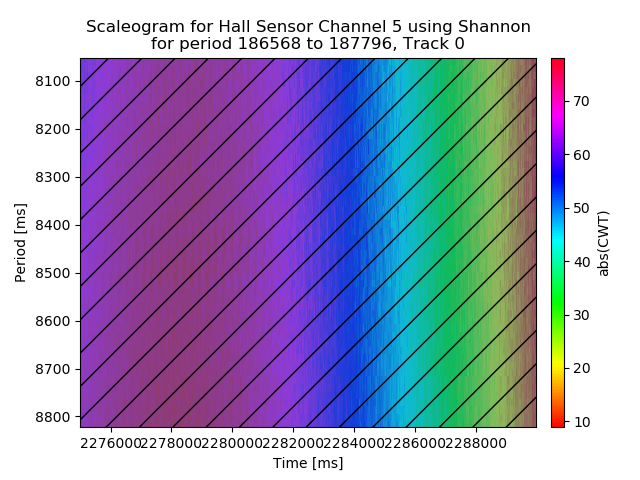 Scaleogram for Hall Sensor Channel 5 using Shannon
for period 186568 to 187796, Track 0
8100
8200
8300
8400
8500
8600
8700
8800
Period [ms]
2276000 2278000 2280000 2282000 2284000 2286000 2288000
Time [ms]
70
60
50
40
30
20
10
abs(CWT)